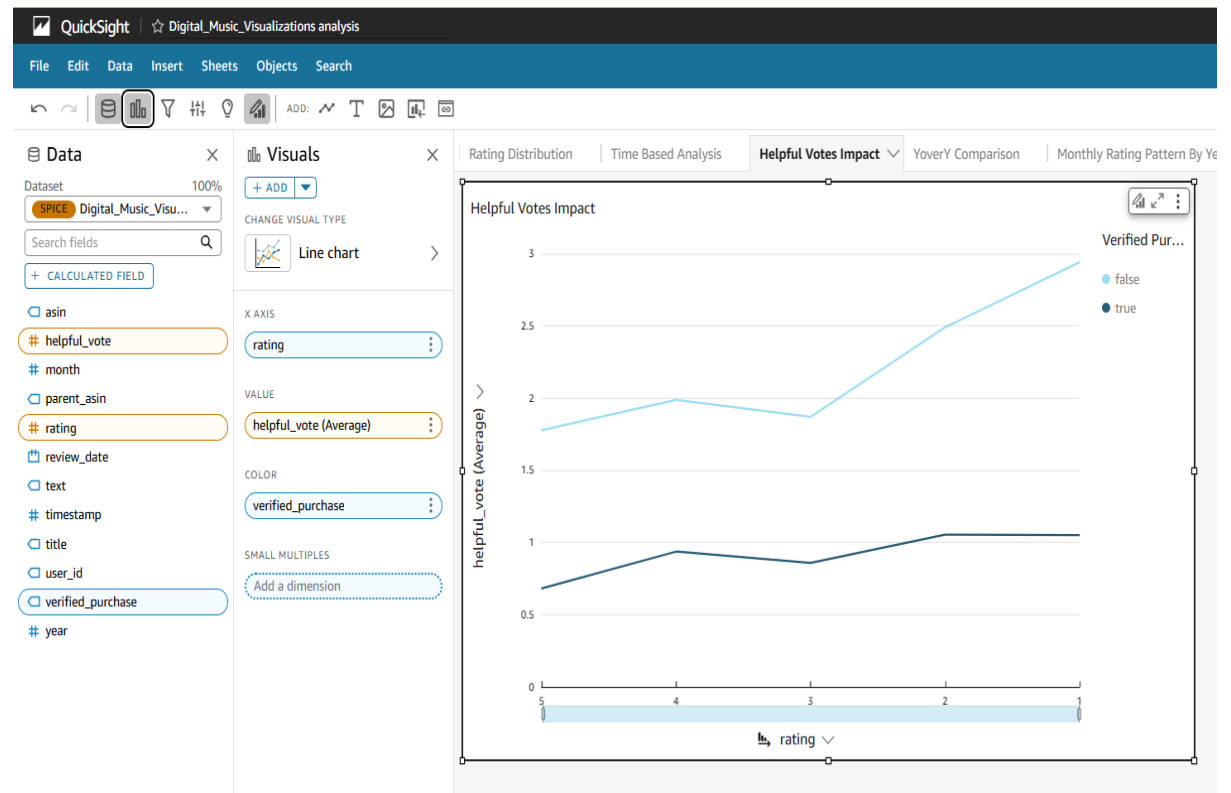 QuickSight
Digital_Music_Visualizations analysis
File Edit Data Insert Sheets Objects Search
ADD:
Data
Dataset 100%
SPICE Digital_Music_Visu...
Search fields
+ CALCULATED FIELD
asin
# helpful_vote
# month
parent_asin
# rating
review_date
text
# timestamp
title
user_id
verified_purchase
# year
Visuals
+ ADD
CHANGE VISUAL TYPE
Line chart
X AXIS
rating
VALUE
helpful_vote (Average)
COLOR
verified_purchase
SMALL MULTIPLES
Add a dimension
Rating Distribution Time Based Analysis Helpful Votes Impact YoverY Comparison Monthly Rating Pattern By Ye
Helpful Votes Impact
Verified Pur...
false
true
helpful_vote (Average)
3
2.5
2
1.5
1
0.5
0
5 4 3 2 1
rating